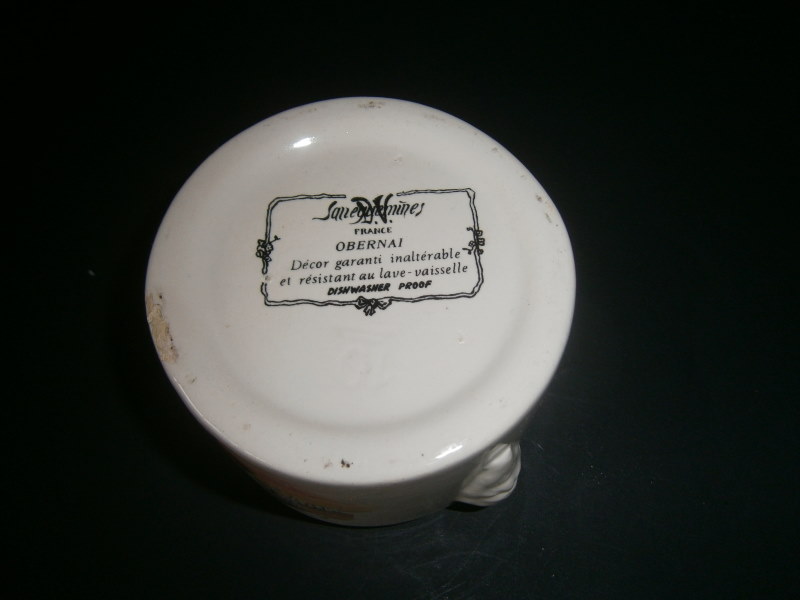 Sarreguemines
FRANCE
OBERNAI
Décor garanti inaltérable
et résistant au lave-vaisselle
DISHWASHER PROOF